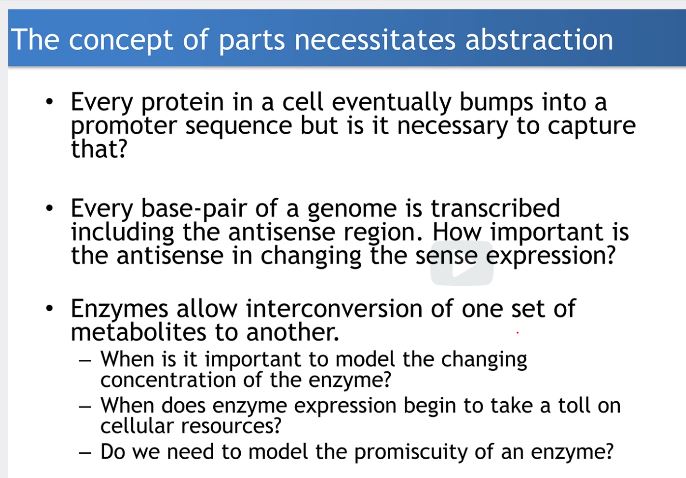 The concept of parts necessitates abstraction
• Every protein in a cell eventually bumps into a
promoter sequence but is it necessary to capture
that?
• Every base-pair of a genome is transcribed
including the antisense region. How important is
the antisense in changing the sense expression?
• Enzymes allow interconversion of one set of
metabolites to another.
– When is it important to model the changing
concentration of the enzyme?
– When does enzyme expression begin to take a toll on
cellular resources?
– Do we need to model the promiscuity of an enzyme?